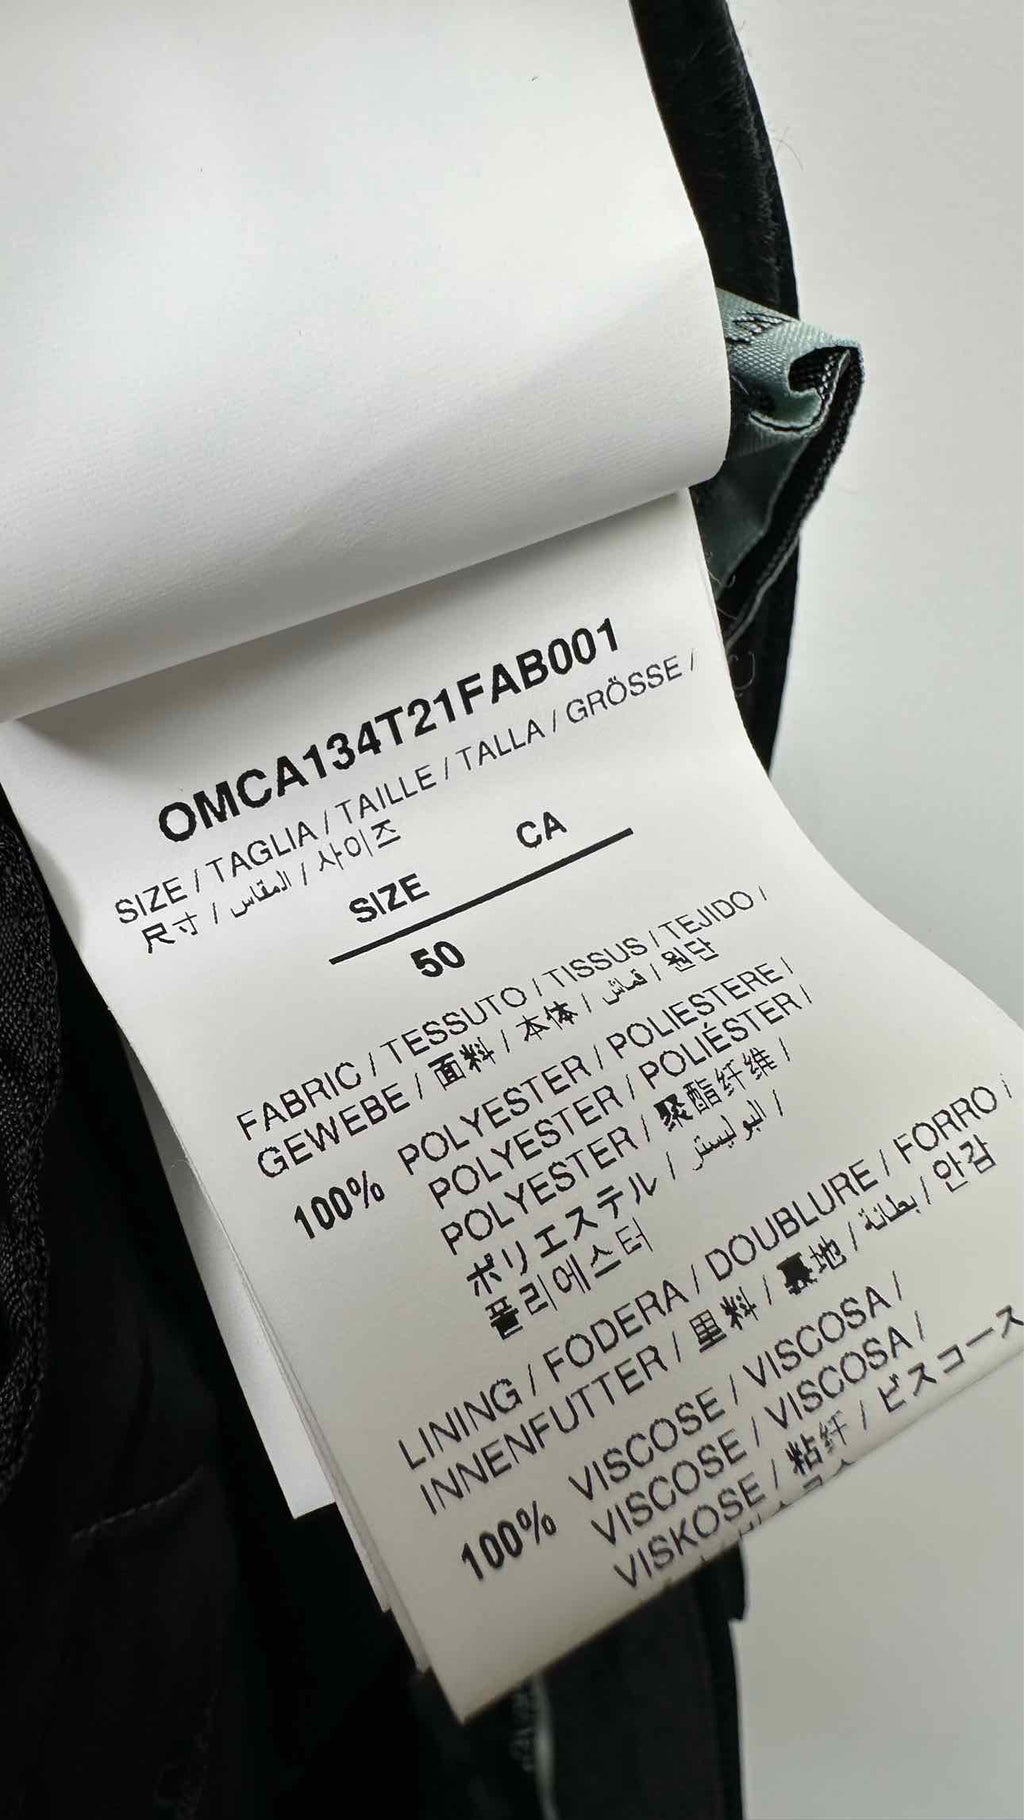 OMCA134T21FAB001
SIZE / TAGLIA / TAILLE / TALLA / GRÖSSE /
尺寸 / المقاس / 사이즈
SIZE CA
50
FABRIC / TESSUTO / TISSUS / TEJIDO /
GEWEBE / 面料 / 本体 / قماش / 원단
100% POLYESTER / POLIESTERE /
POLYESTER / POLIÉSTER /
POLYESTER / 聚酯纤维 /
ポリエステル / البوليستر /
폴리에스터
LINING / FODERA / DOUBLURE / FORRO /
INNENFUTTER / 里料 / 裏地 / بطانة / 안감
100% VISCOSE / VISCOSA /
VISCOSE / VISCOSA /
VISKOSE / 粘纤 / ビスコース